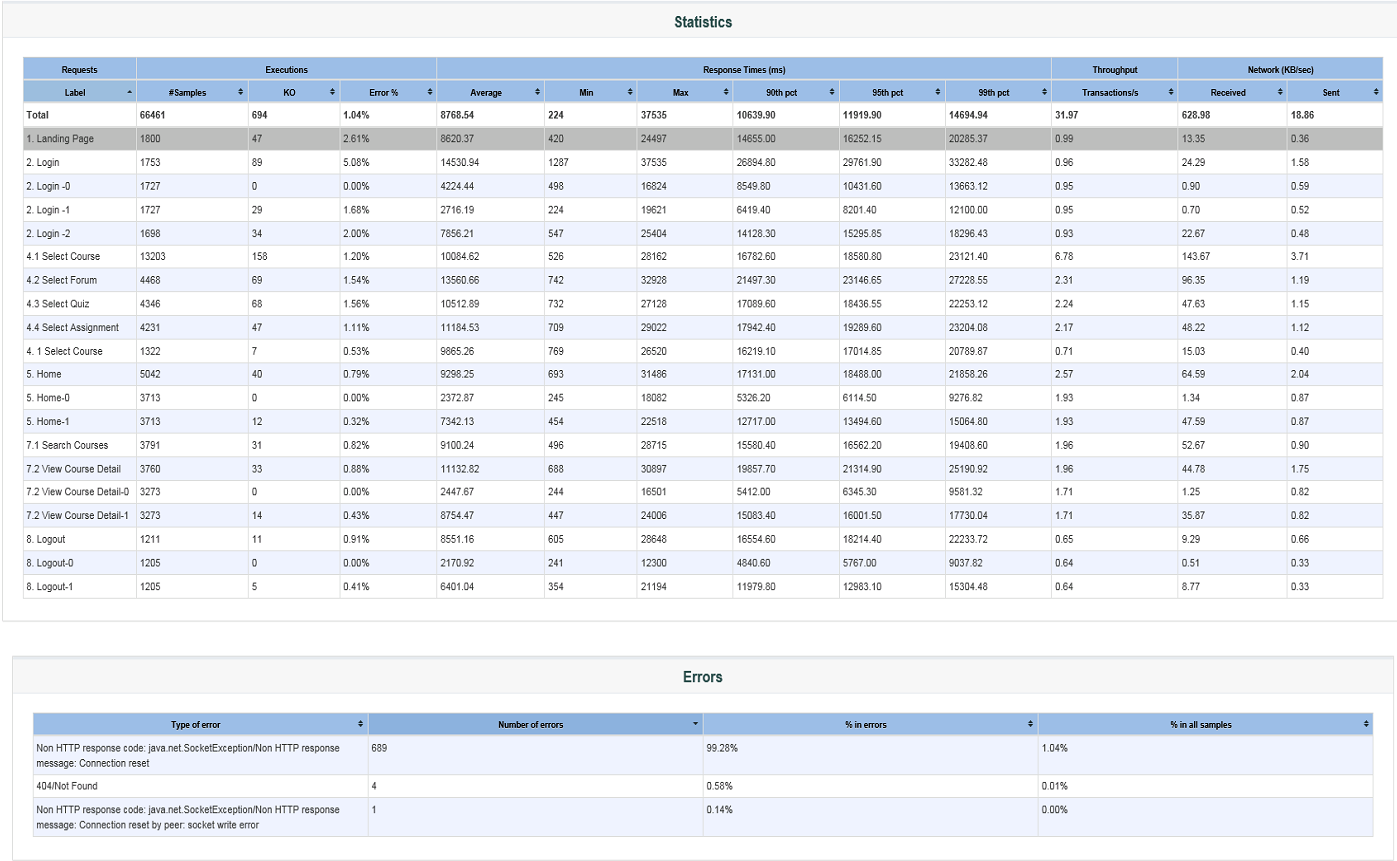 Statistics
Requests Executions Response Times (ms) Throughput Network (KB/sec)
Label #Samples KO Error % Average Min Max 90th pct 95th pct 99th pct Transactions/s Received Sent
Total 66461 694 1.04% 8768.54 224 37535 10639.90 11919.90 14694.94 31.97 628.98 18.86
1. Landing Page 1800 47 2.61% 8620.37 420 24497 14655.00 16252.15 20285.37 0.99 13.35 0.36
2. Login 1753 89 5.08% 14530.94 1287 37535 26894.80 29761.90 33282.48 0.96 24.29 1.58
2. Login -0 1727 0 0.00% 4224.44 498 16824 8549.80 10431.60 13663.12 0.95 0.90 0.59
2. Login -1 1727 29 1.68% 2716.19 224 19621 6419.40 8201.40 12100.00 0.95 0.70 0.52
2. Login -2 1698 34 2.00% 7856.21 547 25404 14128.30 15295.85 18296.43 0.93 22.67 0.48
4.1 Select Course 13203 158 1.20% 10084.62 526 28162 16782.60 18580.80 23121.40 6.78 143.67 3.71
4.2 Select Forum 4468 69 1.54% 13560.66 742 32928 21497.30 23146.65 27228.55 2.31 96.35 1.19
4.3 Select Quiz 4346 68 1.56% 10512.89 732 27128 17089.60 18436.55 22253.12 2.24 47.63 1.15
4.4 Select Assignment 4231 47 1.11% 11184.53 709 29022 17942.40 19289.60 23204.08 2.17 48.22 1.12
4. 1 Select Course 1322 7 0.53% 9865.26 769 26520 16219.10 17014.85 20789.87 0.71 15.03 0.40
5. Home 5042 40 0.79% 9298.25 693 31486 17131.00 18488.00 21858.26 2.57 64.59 2.04
5. Home-0 3713 0 0.00% 2372.87 245 18082 5326.20 6114.50 9276.82 1.93 1.34 0.87
5. Home-1 3713 12 0.32% 7342.13 454 22518 12717.00 13494.60 15064.80 1.93 47.59 0.87
7.1 Search Courses 3791 31 0.82% 9100.24 496 28715 15580.40 16562.20 19408.60 1.96 52.67 0.90
7.2 View Course Detail 3760 33 0.88% 11132.82 688 30897 19857.70 21314.90 25190.92 1.96 44.78 1.75
7.2 View Course Detail-0 3273 0 0.00% 2447.67 244 16501 5412.00 6345.30 9581.32 1.71 1.25 0.82
7.2 View Course Detail-1 3273 14 0.43% 8754.47 447 24006 15083.40 16001.50 17730.04 1.71 35.87 0.82
8. Logout 1211 11 0.91% 8551.16 605 28648 16554.60 18214.40 22233.72 0.65 9.29 0.66
8. Logout-0 1205 0 0.00% 2170.92 241 12300 4840.60 5767.00 9037.82 0.64 0.51 0.33
8. Logout-1 1205 5 0.41% 6401.04 354 21194 11979.80 12983.10 15304.48 0.64 8.77 0.33
Errors
Type of error Number of errors % in errors % in all samples
Non HTTP response code: java.net.SocketException/Non HTTP response 689 99.28% 1.04%
message: Connection reset
404/Not Found 4 0.58% 0.01%
Non HTTP response code: java.net.SocketException/Non HTTP response 1 0.14% 0.00%
message: Connection reset by peer: socket write error